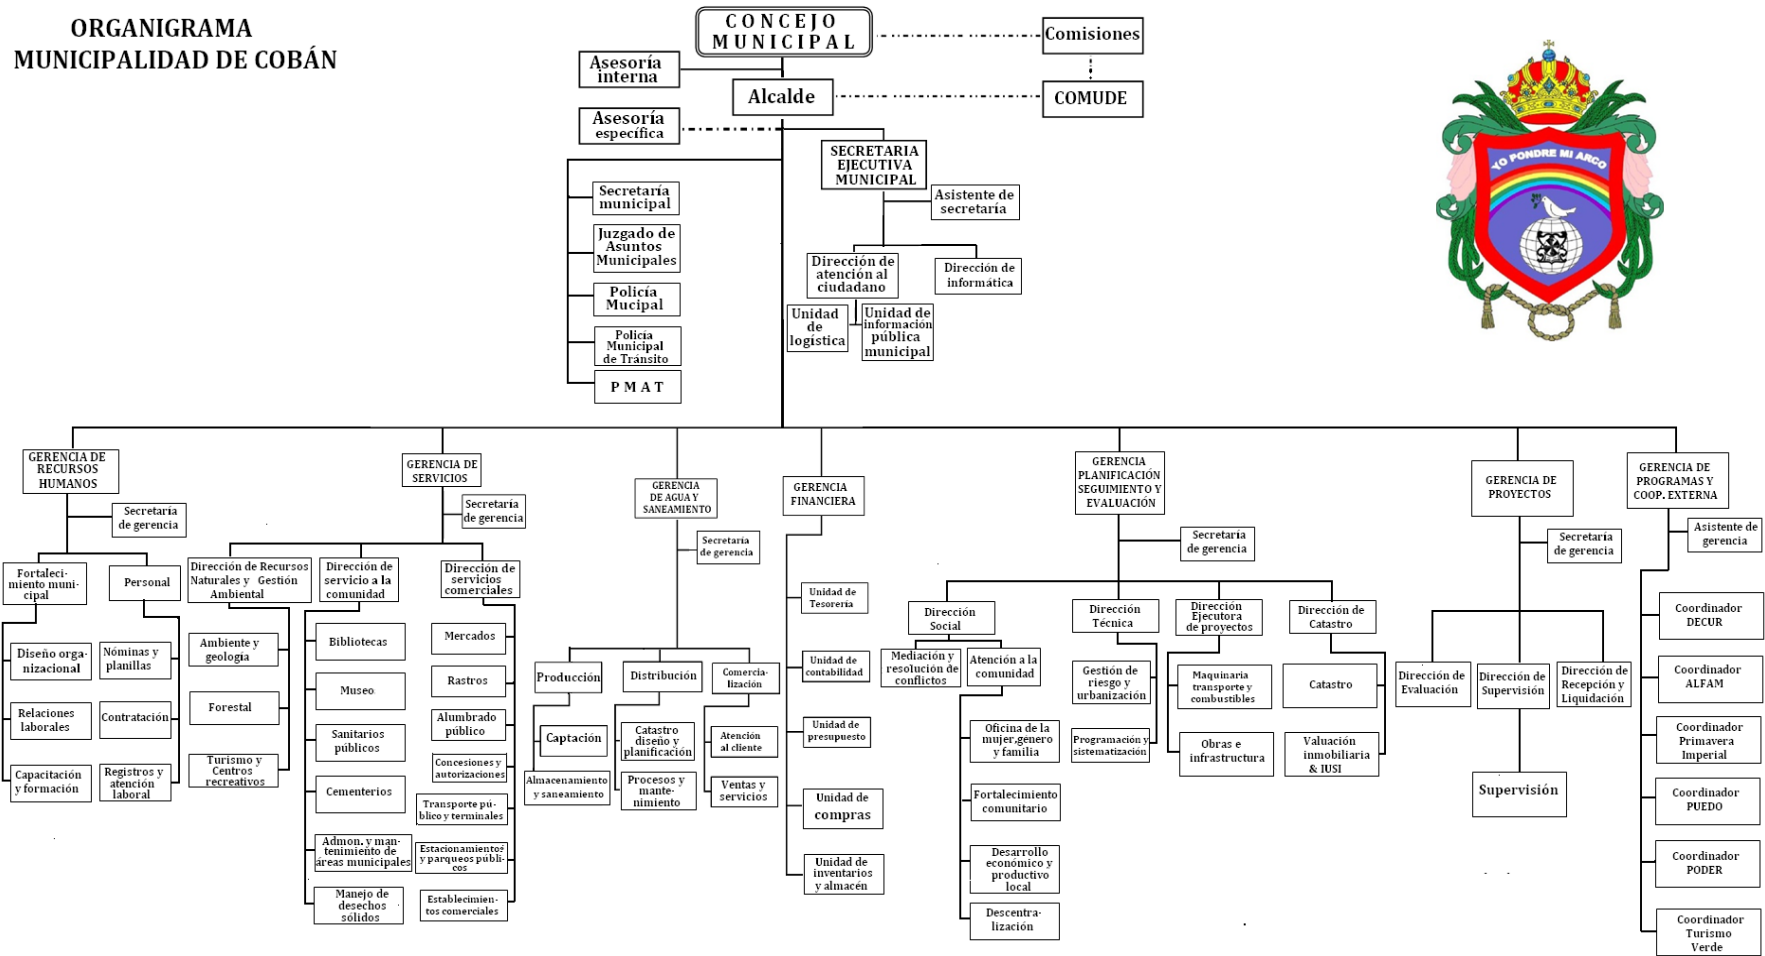 ORGANIGRAMA
MUNICIPALIDAD DE COBÁN
CONCEJO
MUNICIPAL
Comisiones
Asesoría
interna
Alcalde
COMUDE
Asesoría
específica
SECRETARIA
EJECUTIVA
MUNICIPAL
Asistente de
secretaría
Secretaría
municipal
Juzgado de
Asuntos
Municipales
Policía
Mucipal
Policía
Municipal
de Tránsito
P M A T
Dirección de
atención al
ciudadano
Dirección de
informática
Unidad
de
logística
Unidad de
información
pública
municipal
YO PONDRE MI ARCO
GERENCIA DE
RECURSOS
HUMANOS
Secretaría
de gerencia
Fortaleci-
miento muni-
cipal
Personal
Diseño orga-
nizacional
Relaciones
laborales
Capacitación
y formación
Nóminas y
planillas
Contratación
Registros y
atención
laboral
GERENCIA DE
SERVICIOS
Secretaría
de gerencia
Dirección de Recursos
Naturales y Gestión
Ambiental
Dirección de
servicio a la
comunidad
Dirección de
servicios
comerciales
Ambiente y
geología
Forestal
Turismo y
Centros
recreativos
Bibliotecas
Museo
Sanitarios
públicos
Cementerios
Admon. y man-
tenimiento de
áreas municipales
Manejo de
desechos
sólidos
Mercados
Rastros
Alumbrado
público
Concesiones y
autorizaciones
Transporte pú-
blico y terminales
Estacionamientos
y parqueos públi-
cos
Establecimien-
tos comerciales
GERENCIA
DE AGUA Y
SANEAMIENTO
Secretaría
de gerencia
Producción
Distribución
Comercia-
lización
Captación
Almacenamiento
y saneamiento
Catastro
diseño y
planificación
Procesos y
mante-
nimiento
Atención
al cliente
Ventas y
servicios
GERENCIA
FINANCIERA
Unidad de
Tesorería
Unidad de
contabilidad
Unidad de
presupuesto
Unidad de
compras
Unidad de
inventarios
y almacén
GERENCIA
PLANIFICACIÓN
SEGUIMIENTO Y
EVALUACIÓN
Secretaría
de gerencia
Dirección
Social
Dirección
Técnica
Dirección
Ejecutora
de proyectos
Dirección de
Catastro
Mediación y
resolución de
conflictos
Atención a la
comunidad
Oficina de la
mujer,género
y familia
Fortalecimiento
comunitario
Desarrollo
económico y
productivo
local
Descentra-
lización
Gestión de
riesgo y
urbanización
Programación y
sistematización
Maquinaria
transporte y
combustibles
Obras e
infrastructura
Catastro
Valuación
inmobiliaria
& IUSI
GERENCIA DE
PROYECTOS
Secretaría
de gerencia
Dirección de
Evaluación
Dirección de
Supervisión
Dirección de
Recepción y
Liquidación
Supervisión
GERENCIA DE
PROGRAMAS Y
COOP. EXTERNA
Asistente de
gerencia
Coordinador
DECUR
Coordinador
ALFAM
Coordinador
Primavera
Imperial
Coordinador
PUEDO
Coordinador
PODER
Coordinador
Turismo
Verde